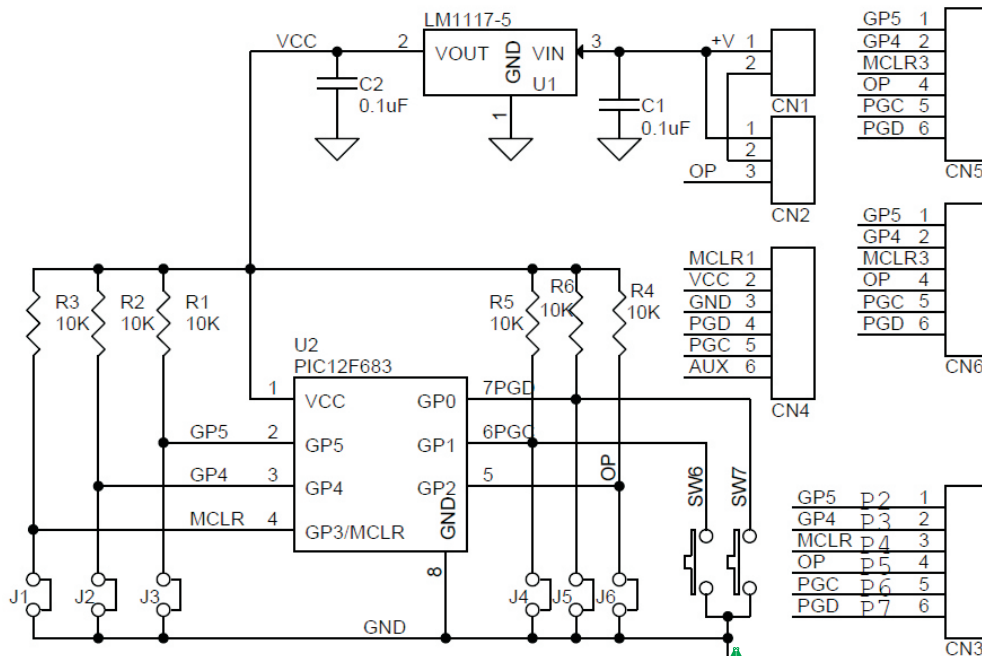 LM1117-5
VCC 2 VOUT GND VIN 3 +V 1
U1 2
C2
0.1uF
1
C1
0.1uF
CN1
1
2
OP 3
CN2
GP5 1
GP4 2
MCLR3
OP 4
PGC 5
PGD 6
CN5
GP5 1
GP4 2
MCLR3
OP 4
PGC 5
PGD 6
CN6
MCLR1
VCC 2
GND 3
PGD 4
PGC 5
AUX 6
CN4
R3
10K
R2
10K
R1
10K
R5
10K
R6
10K
R4
10K
U2
PIC12F683
1 VCC GP0 7PGD
GP5 2 GP5 GP1 6PGC
GP4 3 GP4 GP2 5 OP
MCLR 4 GP3/MCLR GND
8
SW6
SW7
J1
J2
J3
J4
J5
J6
GND
GP5 P2 1
GP4 P3 2
MCLR P4 3
OP P5 4
PGC P6 5
PGD P7 6
CN3